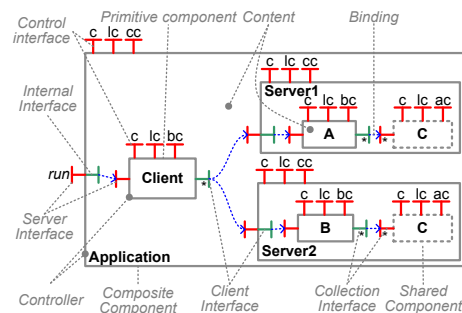 Control
interface
Primitive component
Content
Binding
c lc cc
c lc cc
Server1
Internal
Interface
c lc bc
c lc bc
c lc ac
A
*
*
C
run
Client
*
c lc cc
Server
Interface
c lc bc
c lc ac
B
*
*
C
Application
Server2
Controller
Composite
Component
Client
Interface
Collection
Interface
Shared
Component